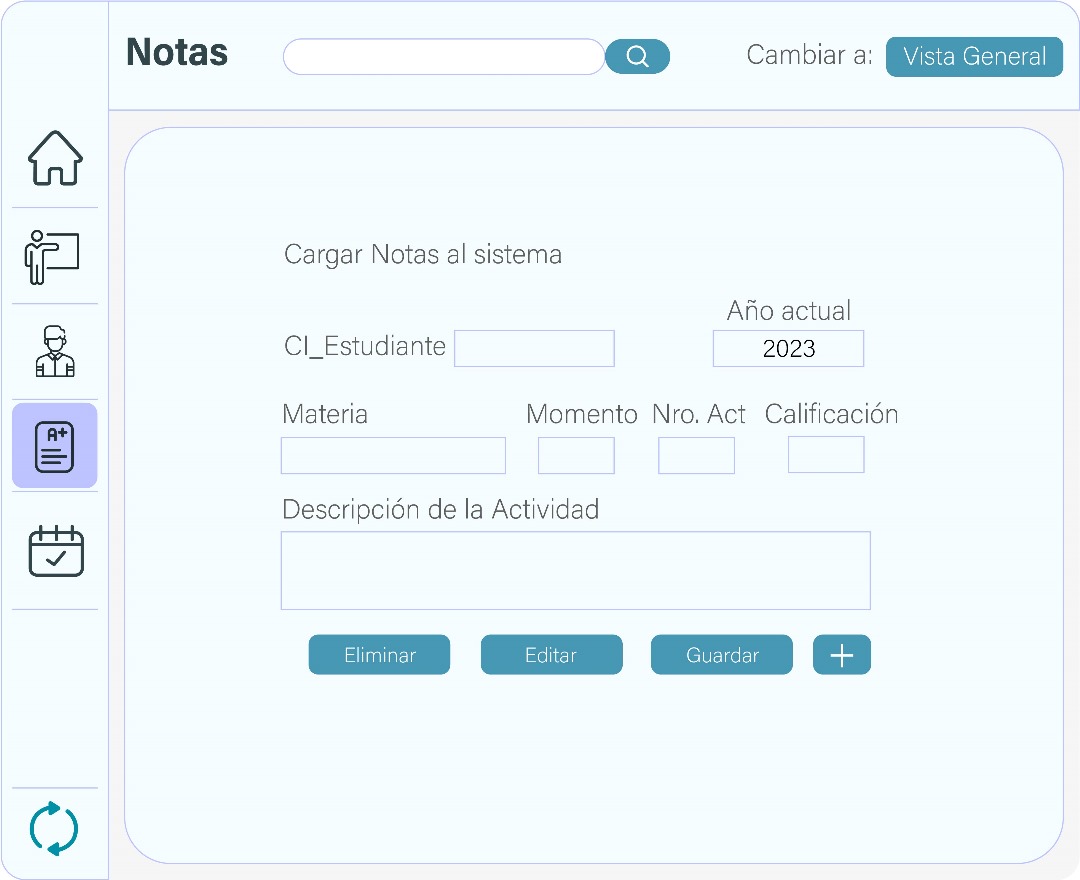 Notas
Cambiar a: Vista General
A+
Cargar Notas al sistema
Año actual
CI_Estudiante
2023
Materia Momento Nro. Act Calificación
Descripción de la Actividad
Eliminar Editar Guardar +